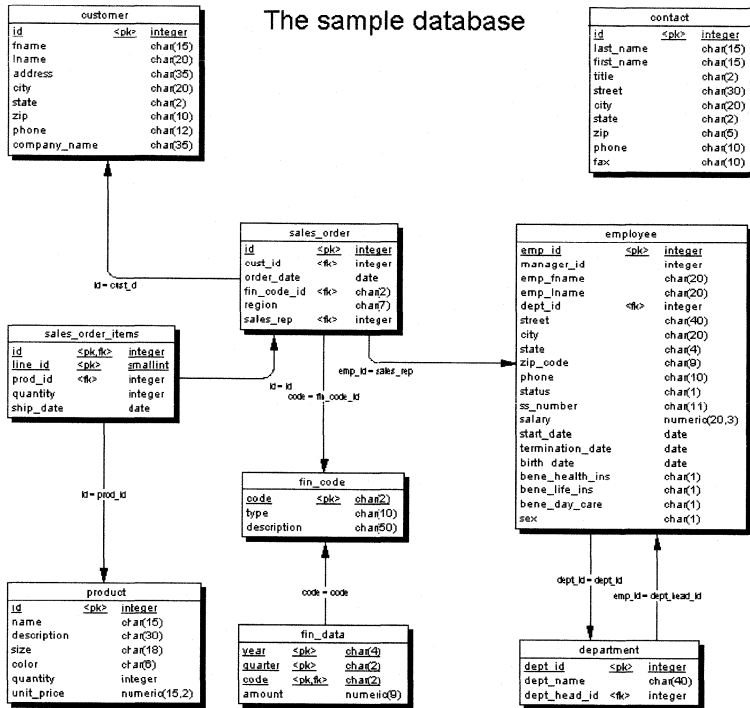 The sample database
customer
id <pk> integer
fname char(15)
lname char(20)
address char(35)
city char(20)
state char(2)
zip char(10)
phone char(12)
company_name char(35)
contact
id <pk> integer
last_name char(15)
first_name char(15)
title char(2)
street char(30)
city char(20)
state char(2)
zip char(5)
phone char(10)
fax char(10)
id = cust_d
sales_order
id <pk> integer
cust_id <fk> integer
order_date date
fin_code_id <fk> char(2)
region char(7)
sales_rep <fk> integer
employee
emp_id <pk> integer
manager_id integer
emp_fname char(20)
emp_lname char(20)
dept_id <fk> integer
street char(40)
city char(20)
state char(4)
zip_code char(9)
phone char(10)
status char(1)
ss_number char(11)
salary numeric(20,3)
start_date date
termination_date date
birth_date date
bene_health_ins char(1)
bene_life_ins char(1)
bene_day_care char(1)
sex char(1)
sales_order_items
id <pk,fk> integer
line_id <pk> smallint
prod_id <fk> integer
quantity integer
ship_date date
id = id
emp_id = sales_rep
code = fin_code_id
fin_code
code <pk> char(2)
type char(10)
description char(50)
id = prod_id
code = code
dept_id = dept_id
emp_id = dept_head_id
product
id <pk> integer
name char(15)
description char(30)
size char(18)
color char(6)
quantity integer
unit_price numeric(15,2)
fin_data
year <pk> char(4)
quarter <pk> char(2)
code <pk,fk> char(2)
amount numeric(9)
department
dept_id <pk> integer
dept_name char(40)
dept_head_id <fk> integer